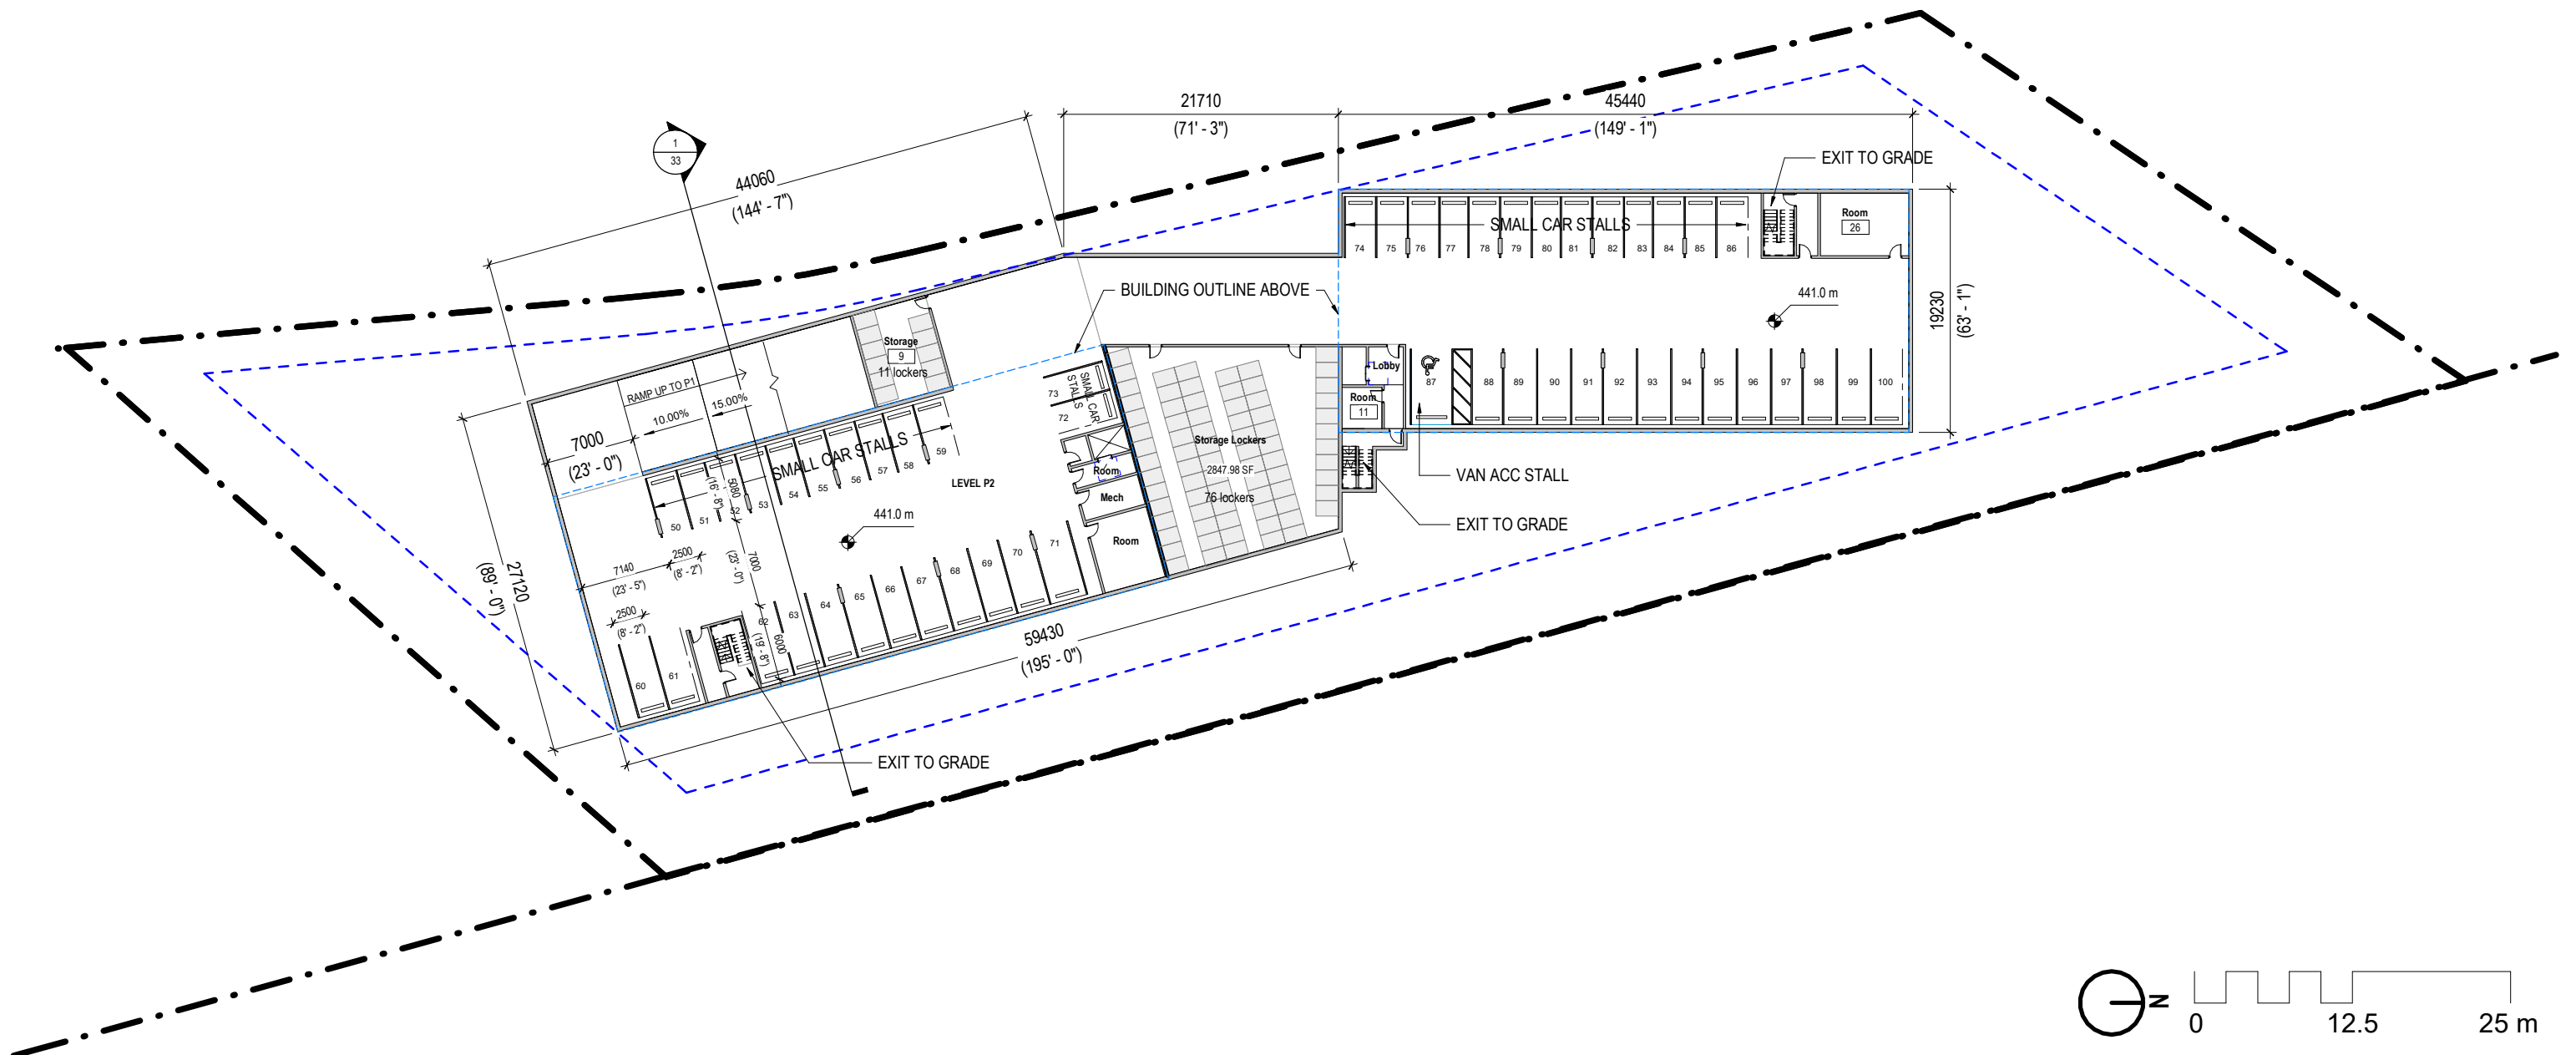 21710
(71' - 3")
45440
(149' - 1")
1
33
44060
(144' - 7")
EXIT TO GRADE
SMALL CAR STALLS
Room
26
74 75 76 77 78 79 80 81 82 83 84 85 86
BUILDING OUTLINE ABOVE
441.0 m
19230
(63' - 1")
Storage
9
11 lockers
RAMP UP TO P1
10.00%
15.00%
7000
(23' - 0")
SMALL CAR STALLS
73
72
SMALL CAR STALLS
50 51 52 53 54 55 56 57 58 59
5080
(16' - 8")
LEVEL P2
441.0 m
Room
Mech
Room
Storage Lockers
2847.98 SF
76 lockers
Lobby
Room
11
87 88 89 90 91 92 93 94 95 96 97 98 99 100
VAN ACC STALL
EXIT TO GRADE
27120
(89' - 0")
7140
(23' - 5")
2500
(8' - 2")
7000
(23' - 0")
2500
(8' - 2")
60 61 62 63 64 65 66 67 68 69 70 71
6000
(19' - 8")
59430
(195' - 0")
EXIT TO GRADE
N
0 12.5 25 m